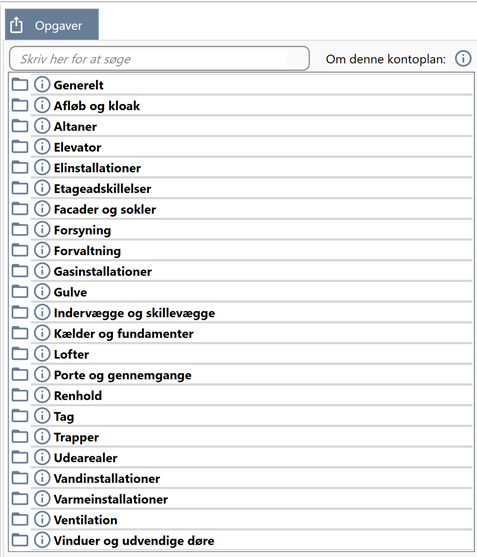 Opgaver
Skriv her for at søge
Om denne kontoplan:
Generelt
Afløb og kloak
Altaner
Elevator
Elinstallationer
Etageadskillelser
Facader og sokler
Forsyning
Forvaltning
Gasinstallationer
Gulve
Indervægge og skillevægge
Kælder og fundamenter
Lofter
Porte og gennemgange
Renhold
Tag
Trapper
Udearealer
Vandinstallationer
Varmeinstallationer
Ventilation
Vinduer og udvendige døre